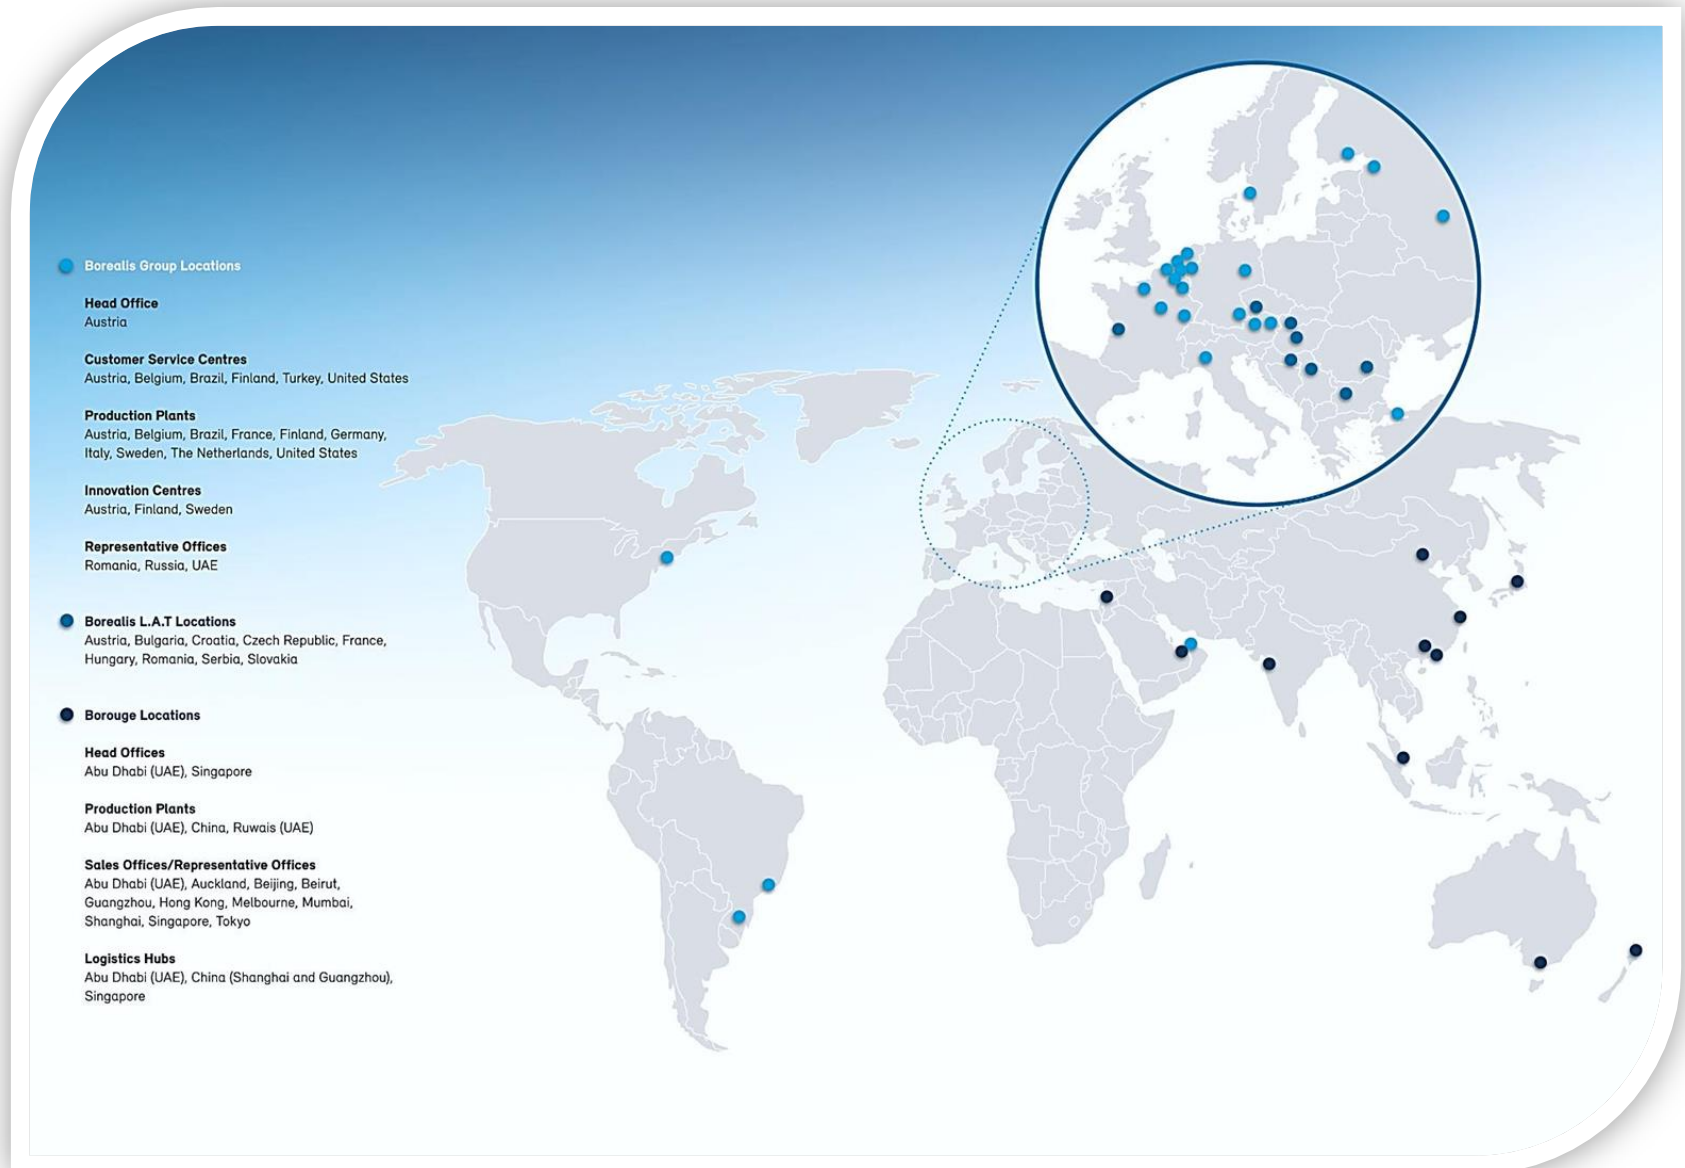 Borealis Group Locations
Head Office
Austria
Customer Service Centres
Austria, Belgium, Brazil, Finland, Turkey, United States
Production Plants
Austria, Belgium, Brazil, France, Finland, Germany,
Italy, Sweden, The Netherlands, United States
Innovation Centres
Austria, Finland, Sweden
Representative Offices
Romania, Russia, UAE
Borealis L.A.T Locations
Austria, Bulgaria, Croatia, Czech Republic, France,
Hungary, Romania, Serbia, Slovakia
Borouge Locations
Head Offices
Abu Dhabi (UAE), Singapore
Production Plants
Abu Dhabi (UAE), China, Ruwais (UAE)
Sales Offices/Representative Offices
Abu Dhabi (UAE), Auckland, Beijing, Beirut,
Guangzhou, Hong Kong, Melbourne, Mumbai,
Shanghai, Singapore, Tokyo
Logistics Hubs
Abu Dhabi (UAE), China (Shanghai and Guangzhou),
Singapore